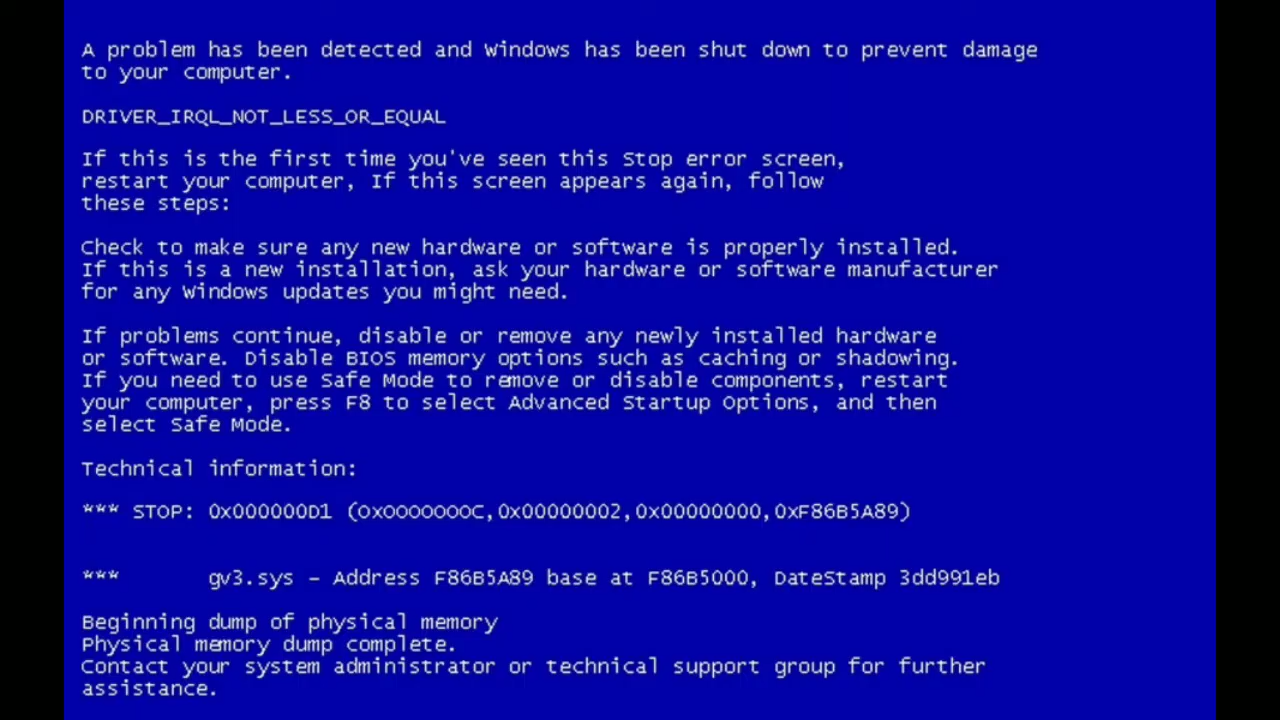 A problem has been detected and Windows has been shut down to prevent damage
to your computer.
DRIVER_IRQL_NOT_LESS_OR_EQUAL
If this is the first time you've seen this Stop error screen,
restart your computer, If this screen appears again, follow
these steps:
Check to make sure any new hardware or software is properly installed.
If this is a new installation, ask your hardware or software manufacturer
for any Windows updates you might need.
If problems continue, disable or remove any newly installed hardware
or software. Disable BIOS memory options such as caching or shadowing.
If you need to use Safe Mode to remove or disable components, restart
your computer, press F8 to select Advanced Startup Options, and then
select Safe Mode.
Technical information:
*** STOP: 0x000000D1 (0x0000000C,0x00000002,0x00000000,0xF86B5A89)
*** gv3.sys – Address F86B5A89 base at F86B5000, DateStamp 3dd991eb
Beginning dump of physical memory
Physical memory dump complete.
Contact your system administrator or technical support group for further
assistance.